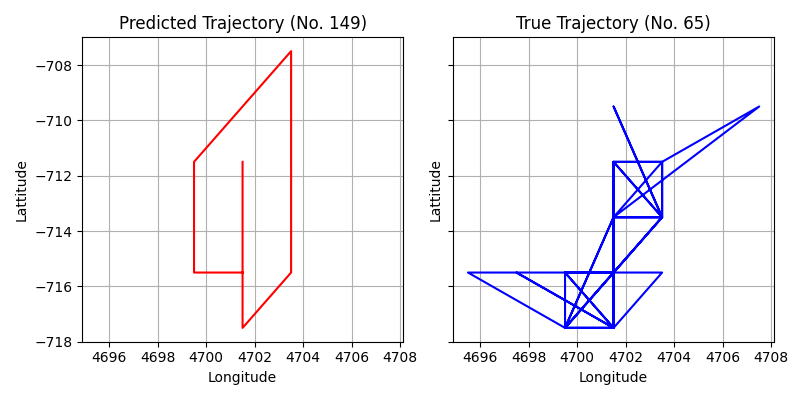 Predicted Trajectory (No. 149)
True Trajectory (No. 65)
−708
−710
−712
−714
−716
−718
Lattitude
Lattitude
4696 4698 4700 4702 4704 4706 4708
4696 4698 4700 4702 4704 4706 4708
Longitude
Longitude